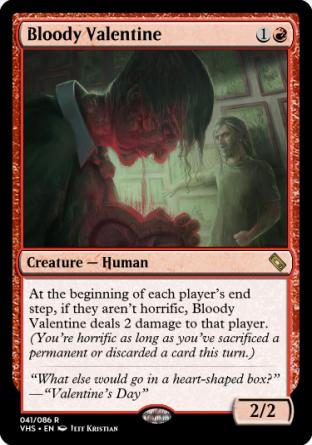 Bloody Valentine 1
Creature — Human
At the beginning of each player's end
step, if they aren't horrific, Bloody
Valentine deals 2 damage to that player.
(You're horrific as long as you've sacrificed a
permanent or discarded a card this turn.)
"What else would go in a heart-shaped box?"
—"Valentine's Day"
2/2
041/086 R
VHS • EN Jeff Kristian